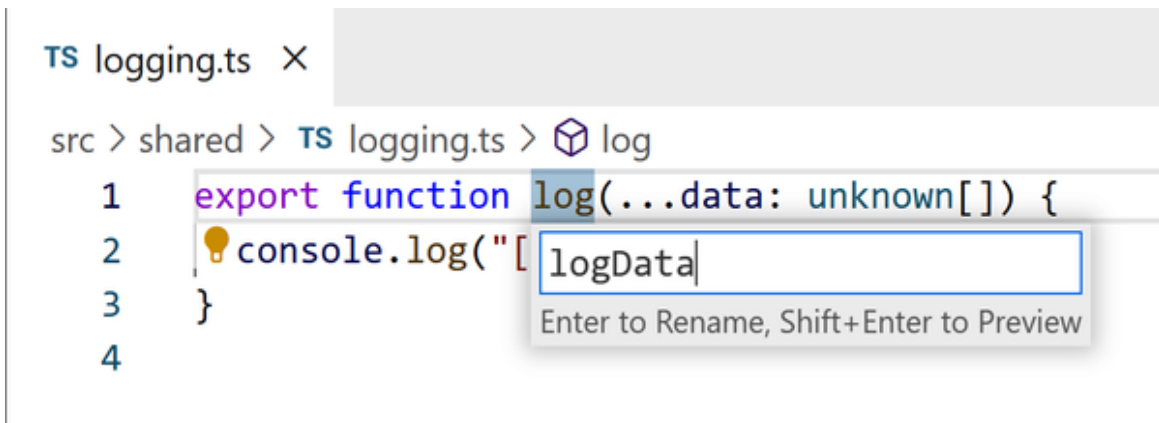 TS logging.ts ×
src > shared > TS logging.ts > log
1 export function log(...data: unknown[]) {
2 console.log("[
logData
3 }
Enter to Rename, Shift+Enter to Preview
4